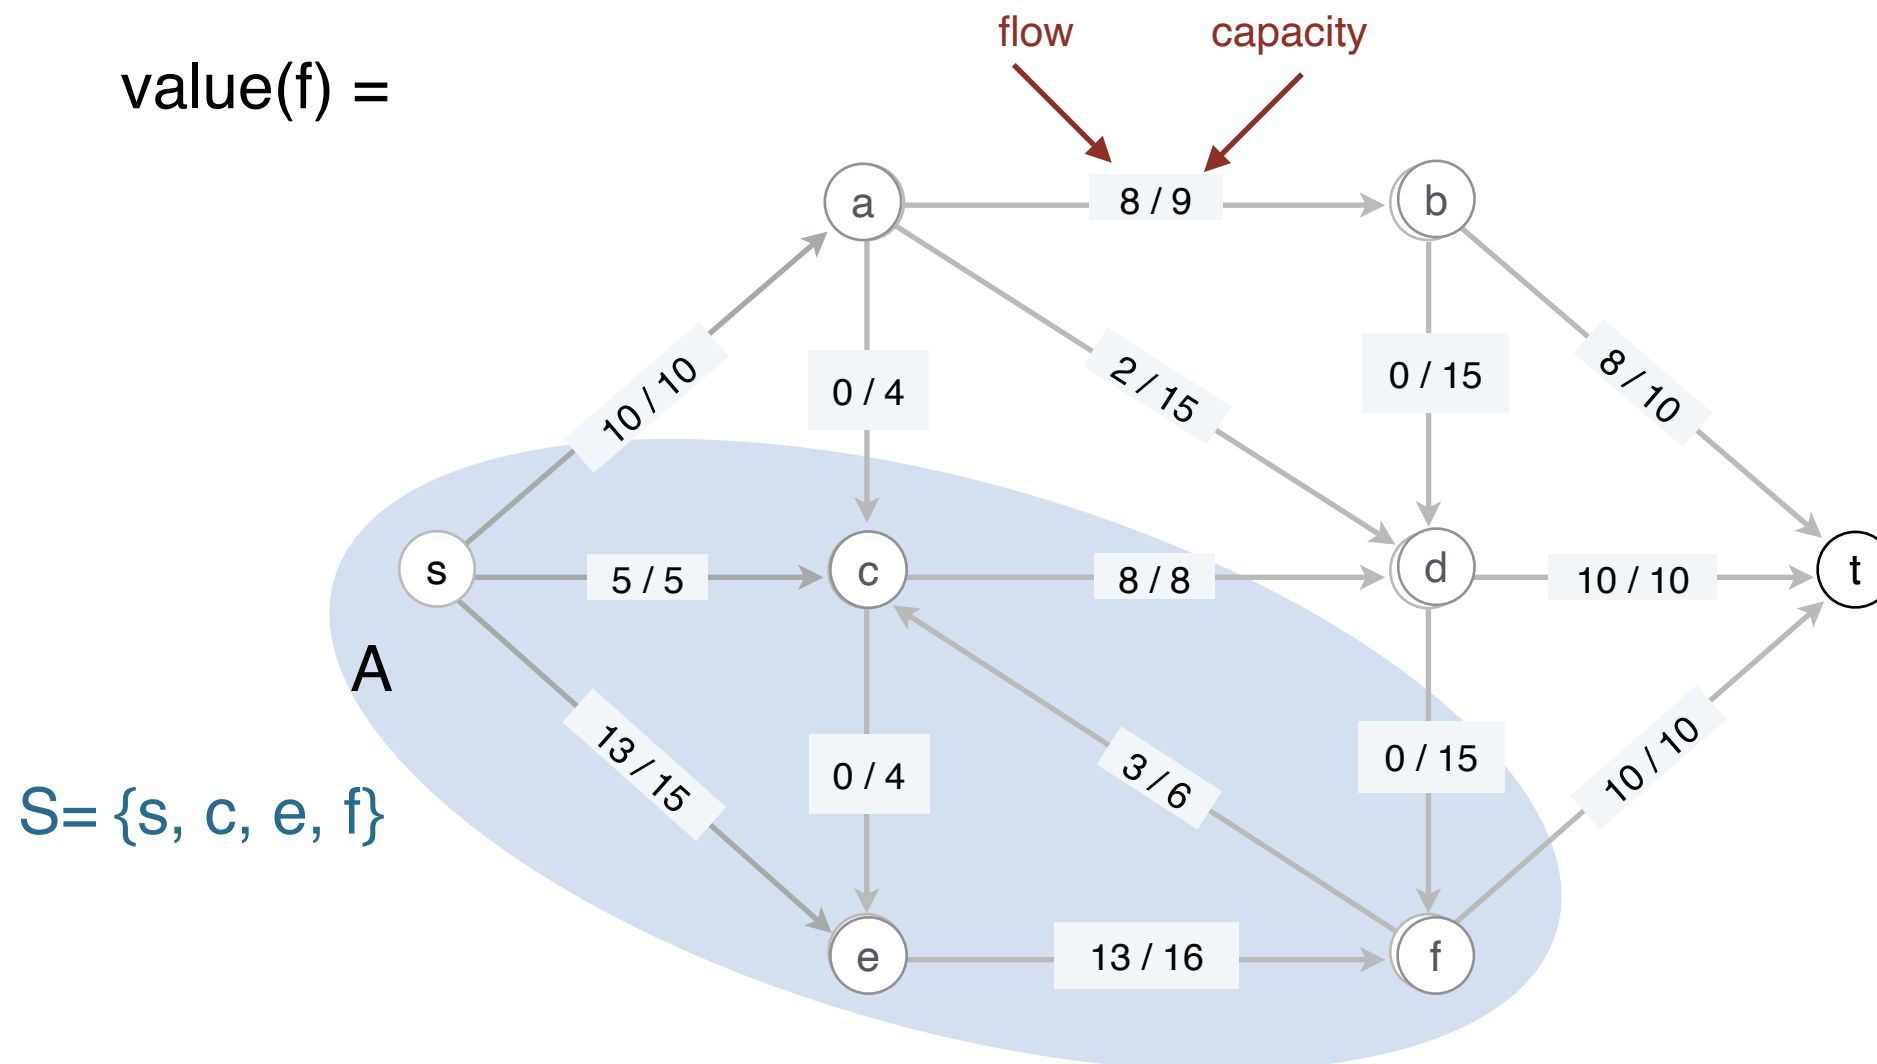 flow
capacity
value(f) =
a
8 / 9
b
10 / 10
0 / 4
2 / 15
0 / 15
8 / 10
s
5 / 5
c
8 / 8
d
10 / 10
t
A
13 / 15
0 / 4
3 / 6
0 / 15
10 / 10
S= {s, c, e, f}
e
13 / 16
f